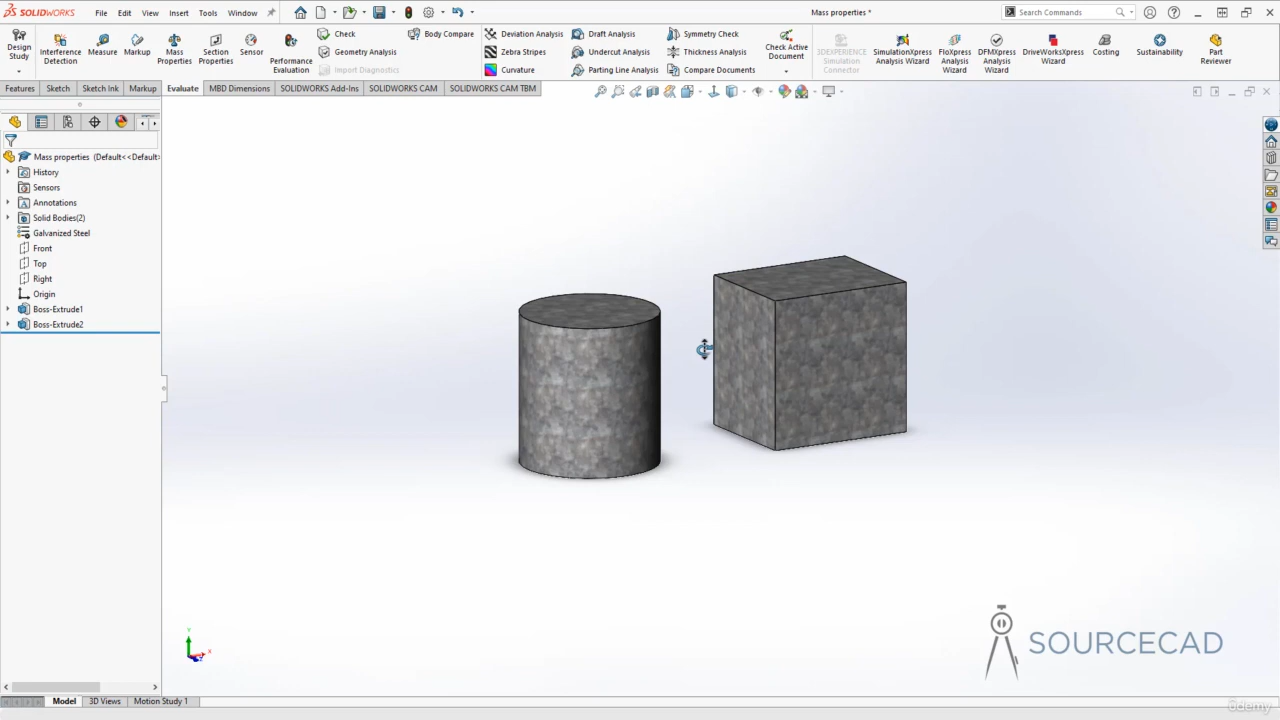 SOLIDWORKS File Edit View Insert Tools Window Mass properties * Search Commands
Design Study
Interference Detection
Measure
Markup
Mass Properties
Section Properties
Sensor
Performance Evaluation
Check
Geometry Analysis
Import Diagnostics
Body Compare
Deviation Analysis
Zebra Stripes
Curvature
Draft Analysis
Undercut Analysis
Parting Line Analysis
Symmetry Check
Thickness Analysis
Compare Documents
Check Active Document
3DEXPERIENCE Simulation Connector
SimulationXpress Analysis Wizard
FloXpress Analysis Wizard
DFMXpress Analysis Wizard
DriveWorksXpress Wizard
Costing
Sustainability
Part Reviewer
Features Sketch Sketch Ink Markup Evaluate MBD Dimensions SOLIDWORKS Add-Ins SOLIDWORKS CAM SOLIDWORKS CAM TBM
Mass properties (Default<<Default>
History
Sensors
Annotations
Solid Bodies(2)
Galvanized Steel
Front
Top
Right
Origin
Boss-Extrude1
Boss-Extrude2
Y
X
Z
SOURCECAD
Model 3D Views Motion Study 1
ûdemy